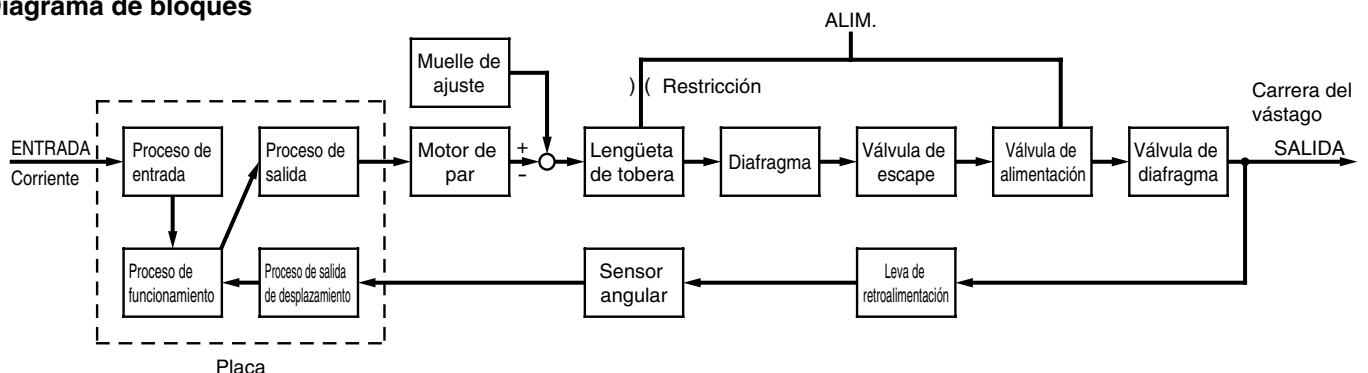 Diagrama de bloques
ALIM.
Muelle de
ajuste
) ( Restricción
Carrera del
vástago
ENTRADA
Corriente
Proceso de
entrada
Proceso de
salida
Motor de
par
+
-
Lengüeta
de tobera
Diafragma
Válvula de
escape
Válvula de
alimentación
Válvula de
diafragma
SALIDA
Proceso de
funcionamiento
Proceso de salida
de desplazamiento
Sensor
angular
Leva de
retroalimentación
Placa